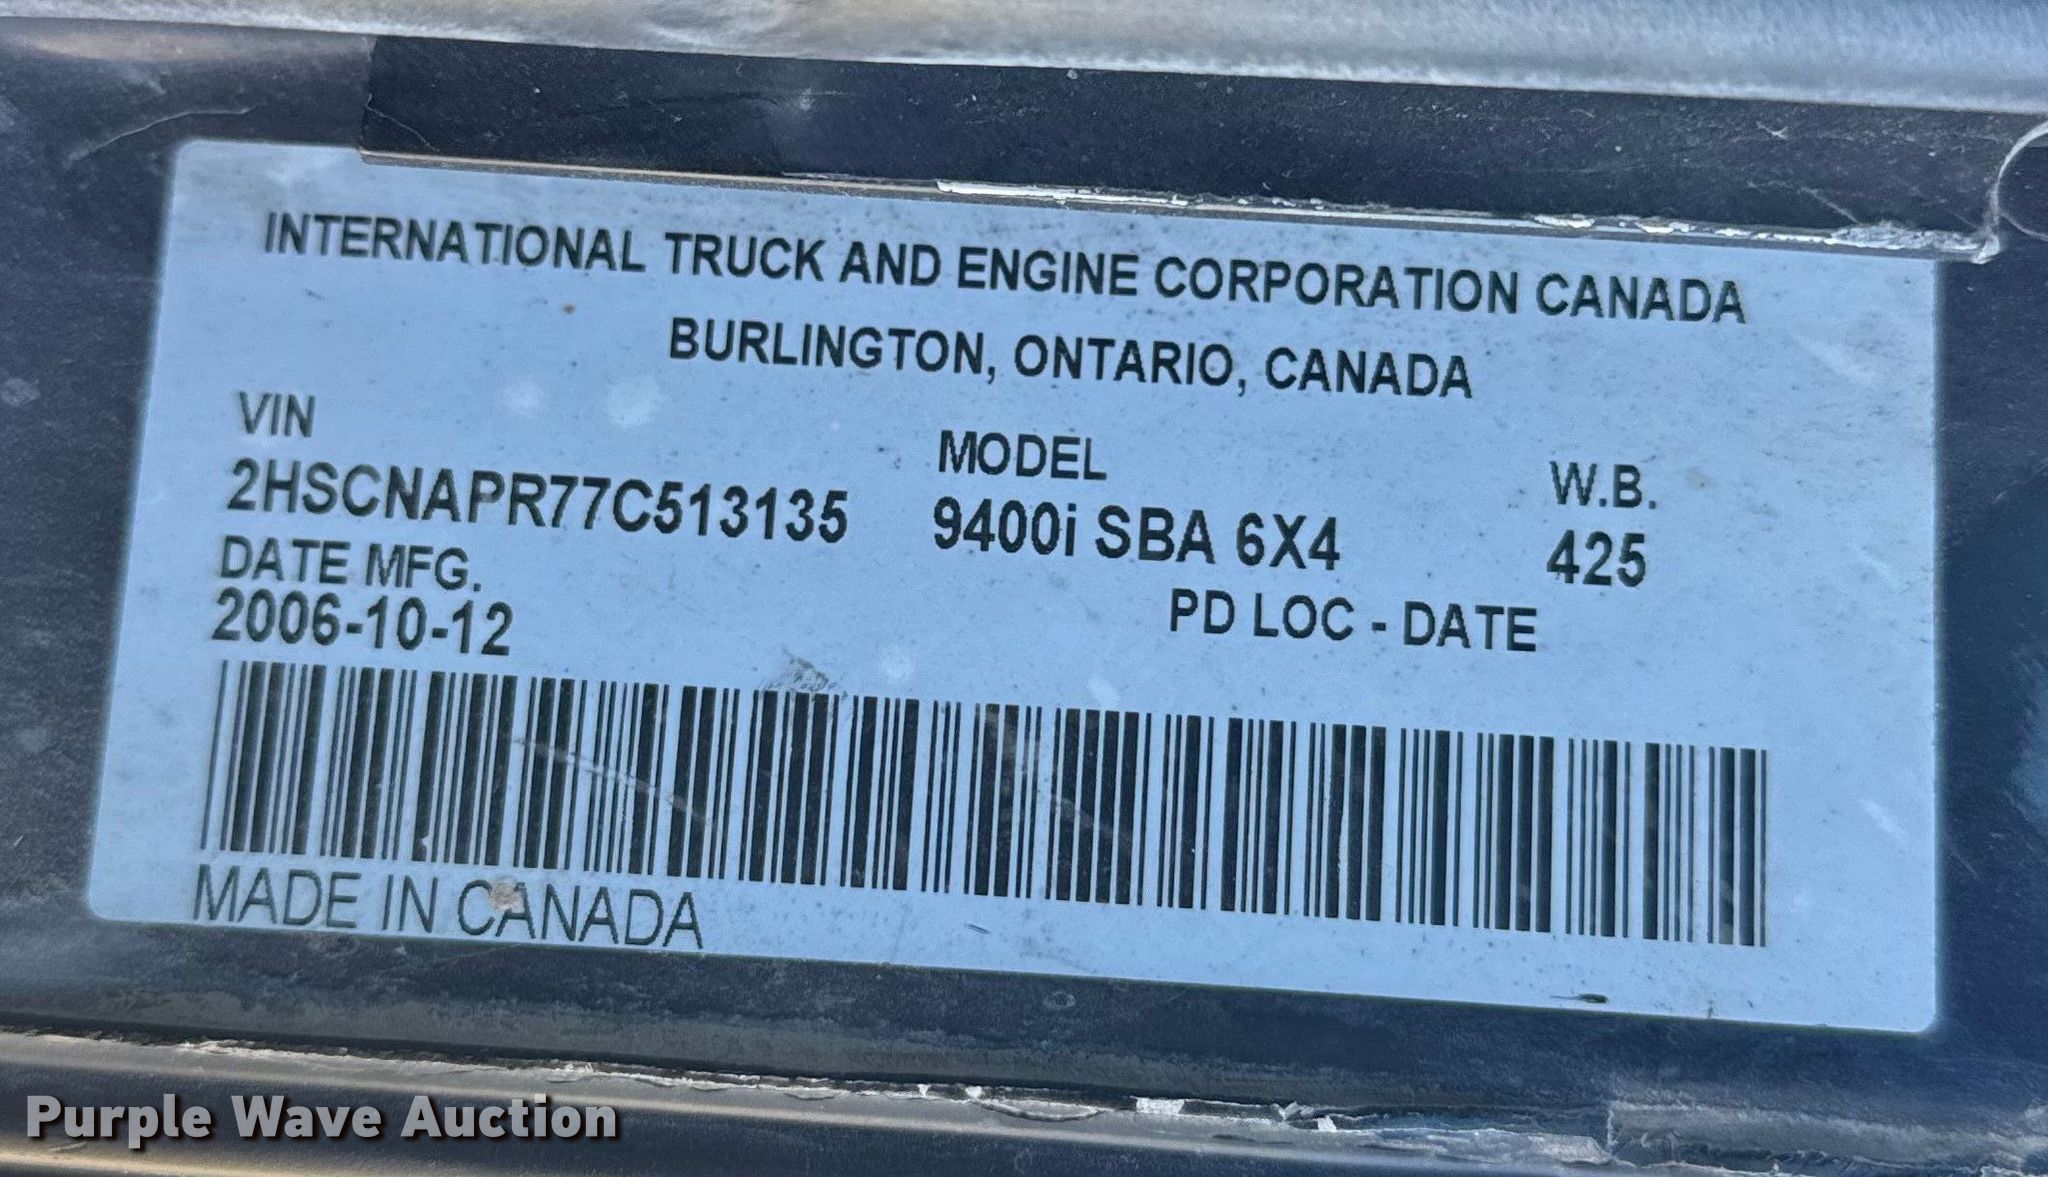 INTERNATIONAL TRUCK AND ENGINE CORPORATION CANADA
BURLINGTON, ONTARIO, CANADA
VIN MODEL W.B.
2HSCNAPR77C513135 9400i SBA 6X4 425
DATE MFG. PD LOC - DATE
2006-10-12
MADE IN CANADA
Purple Wave Auction